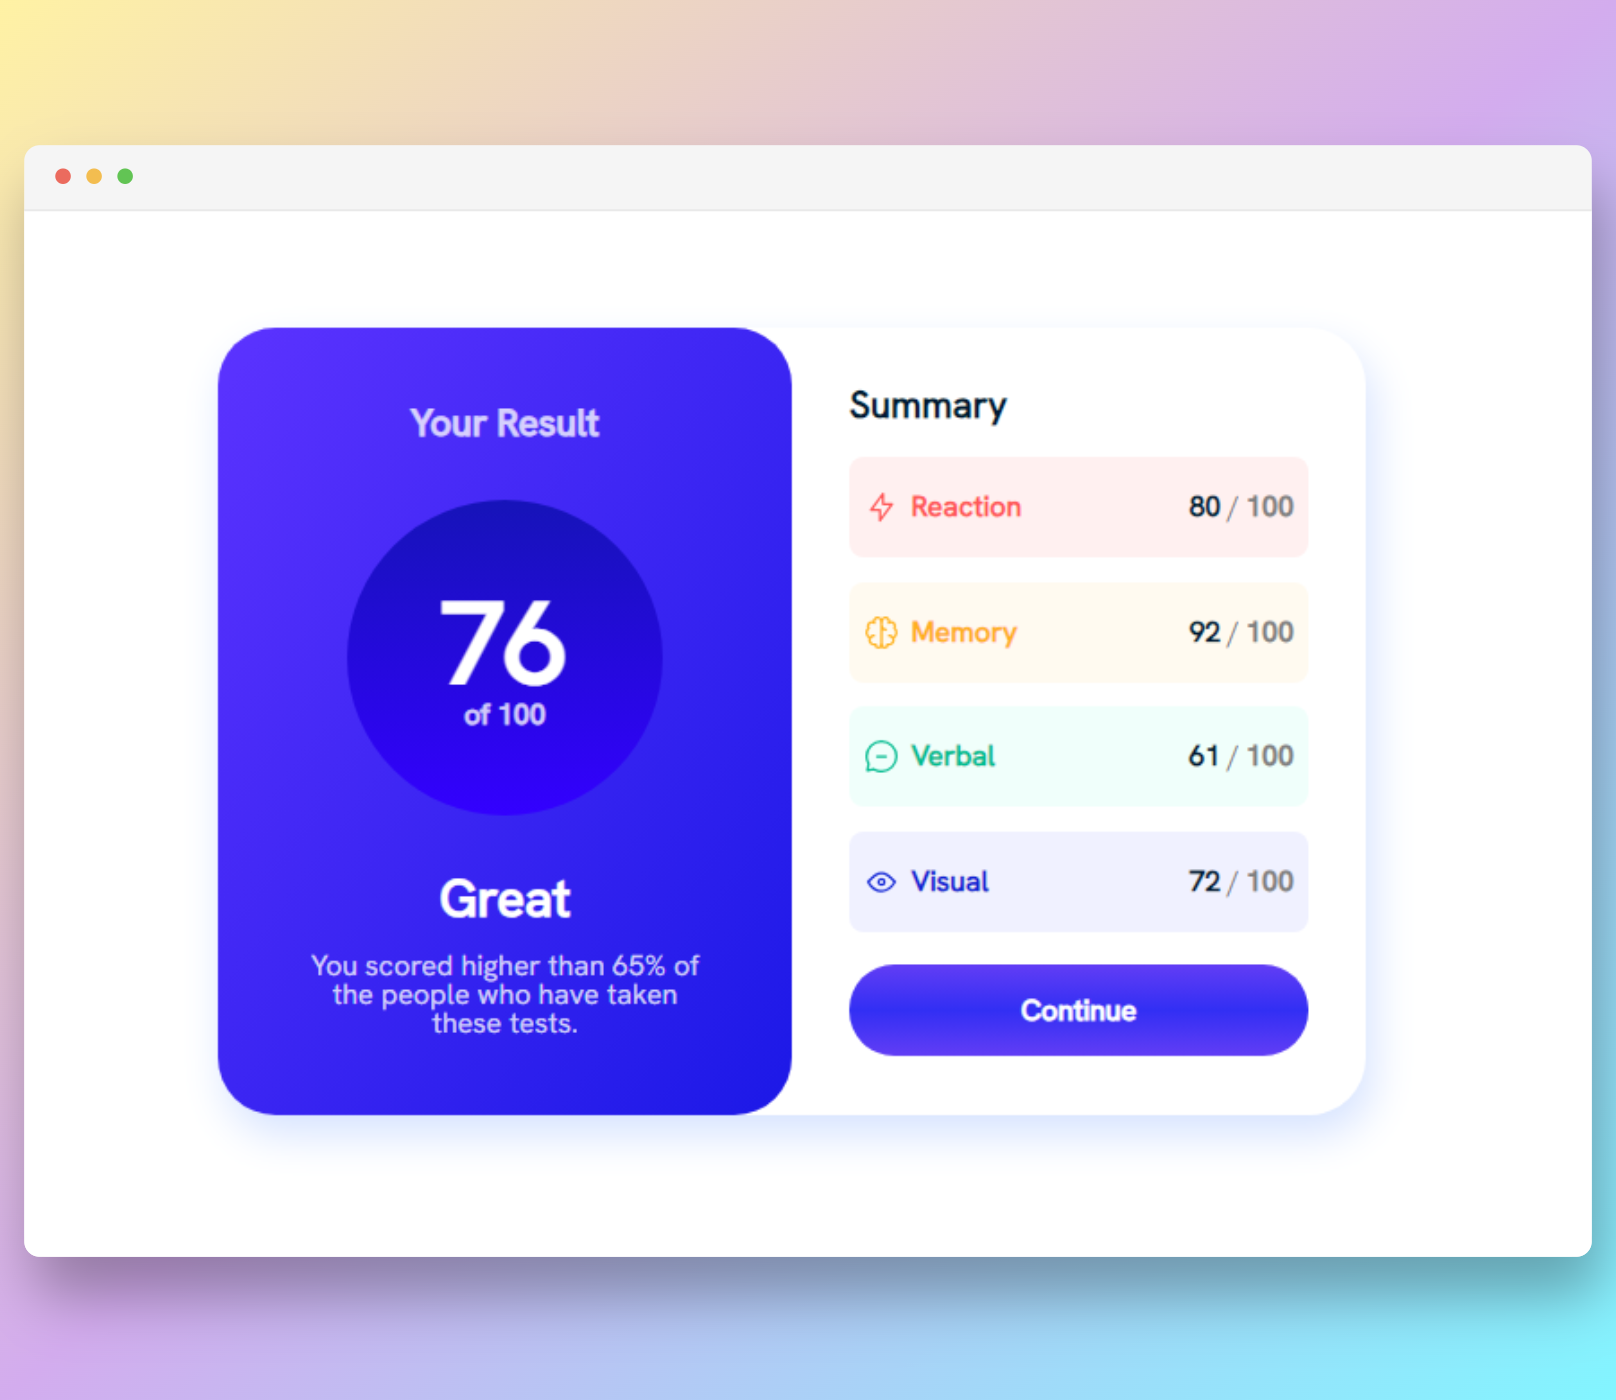 Your Result
76
of 100
Great
You scored higher than 65% of
the people who have taken
these tests.
Summary
Reaction 80 / 100
Memory 92 / 100
Verbal 61 / 100
Visual 72 / 100
Continue